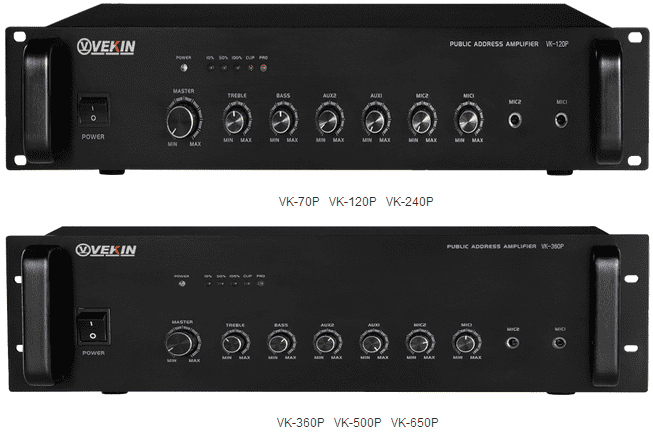 VEKIN
PUBLIC ADDRESS AMPLIFIER VK-120P
POWER 10% 50% 100% CLIP PRO
MASTER TREBLE BASS AUX2 AUX1 MIC2 MIC1 MIC2 MIC1
I
O
POWER
MIN MAX MIN MAX MIN MAX MIN MAX MIN MAX MIN MAX MIN MAX
VK-70P VK-120P VK-240P
VEKIN
PUBLIC ADDRESS AMPLIFIER VK-360P
POWER 10% 50% 100% CLIP PRO
MASTER TREBLE BASS AUX2 AUX1 MIC2 MIC1 MIC2 MIC1
I
O
POWER
MIN MAX MIN MAX MIN MAX MIN MAX MIN MAX MIN MAX MIN MAX
VK-360P VK-500P VK-650P